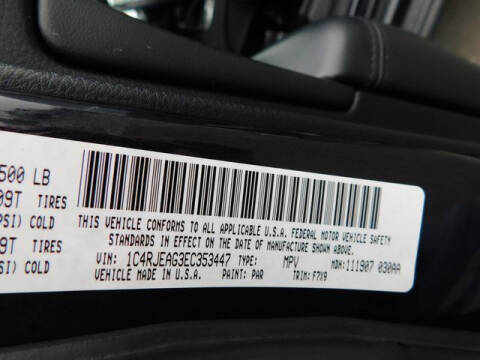 500 LB
09T TIRES
PSI) COLD
9T TIRES
SI) COLD
THIS VEHICLE CONFORMS TO ALL APPLICABLE U.S.A. FEDERAL MOTOR VEHICLE SAFETY
STANDARDS IN EFFECT ON THE DATE OF MANUFACTURE SHOWN ABOVE.
VIN: 1C4RJEAG3EC353447 TYPE: MPV MDH: 111907 030AA
VEHICLE MADE IN U.S.A. PAINT: PAR TRIM: F7X9